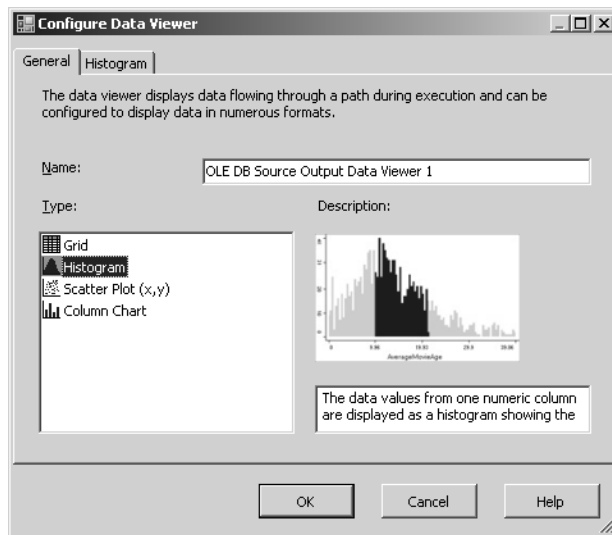 Configure Data Viewer
General Histogram
The data viewer displays data flowing through a path during execution and can be
configured to display data in numerous formats.
Name: OLE DB Source Output Data Viewer 1
Type: Description:
Grid
Histogram
Scatter Plot (x,y)
Column Chart
AverageMovieAge
The data values from one numeric column
are displayed as a histogram showing the
OK Cancel Help